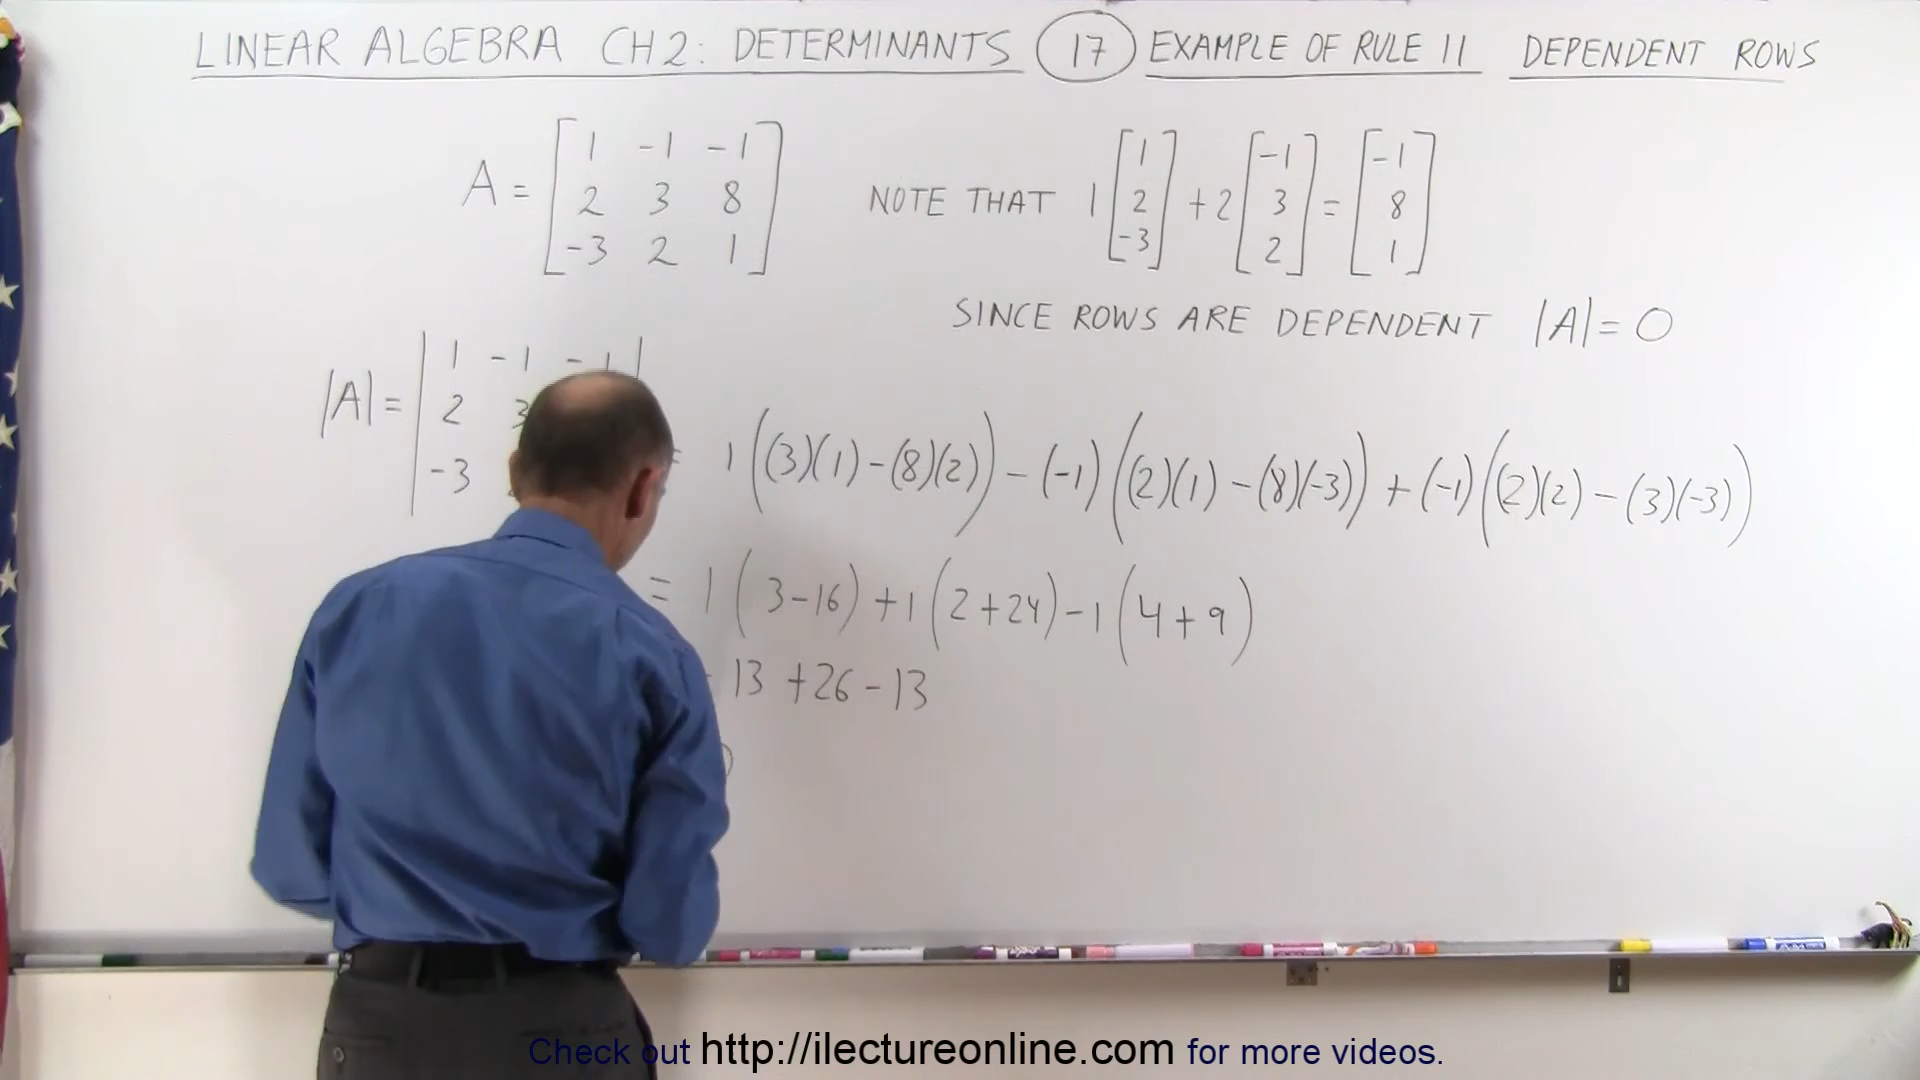 LINEAR ALGEBRA CH 2: DETERMINANTS 17 EXAMPLE OF RULE 11 DEPENDENT ROWS
A = [1 -1 -1
2 3 8
-3 2 1]
NOTE THAT 1 [1 2 -3] + 2 [-1 3 2] = [-1 8 1]
SINCE ROWS ARE DEPENDENT |A| = 0
|A| = | 1 -1 -1 |
2 3
-3
= 1((3)(1) - (8)(2)) - (-1)((2)(1) - (8)(-3)) + (-1)((2)(2) - (3)(-3))
= 1(3-16) + 1(2+24) - 1(4+9)
- 13 + 26 - 13
Check out http://ilectureonline.com for more videos.